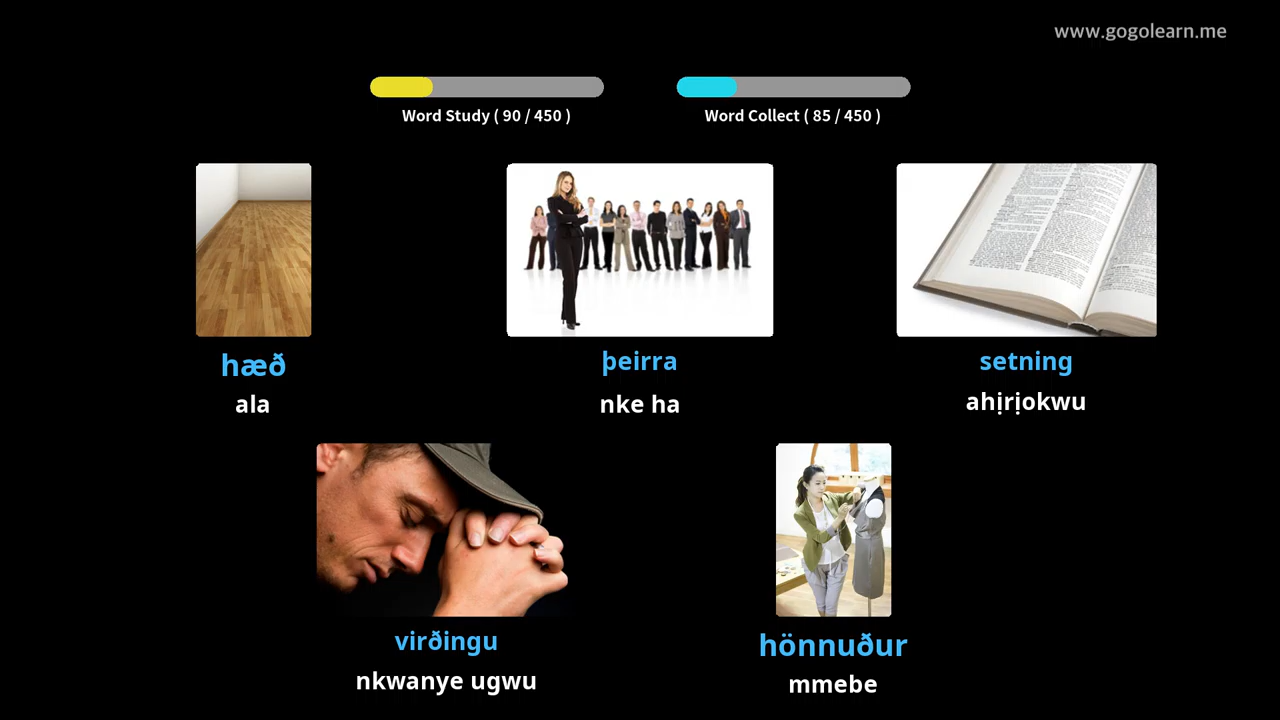 www.gogolearn.me
Word Study ( 90 / 450 )
Word Collect ( 85 / 450 )
hæð
ala
þeirra
nke ha
setning
ahịrịokwu
virðingu
nkwanye ugwu
hönnuður
mmebe